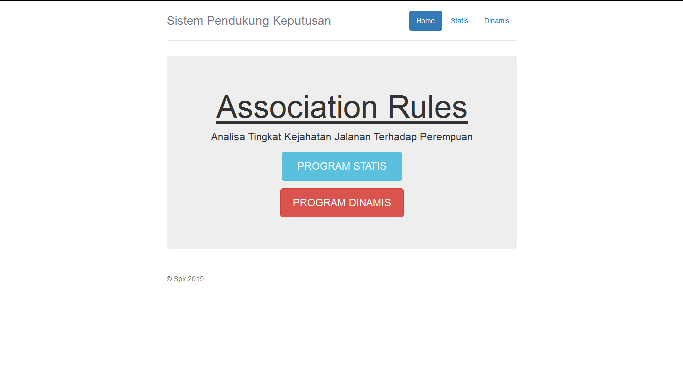 Sistem Pendukung Keputusan
Home Statis Dinamis
Association Rules
Analisa Tingkat Kejahatan Jalanan Terhadap Perempuan
PROGRAM STATIS
PROGRAM DINAMIS
© Spk 2015